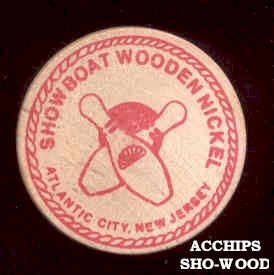 SHOWBOAT WOODEN NICKEL
ATLANTIC CITY, NEW JERSEY
ACCHIPS
SHO-WOOD